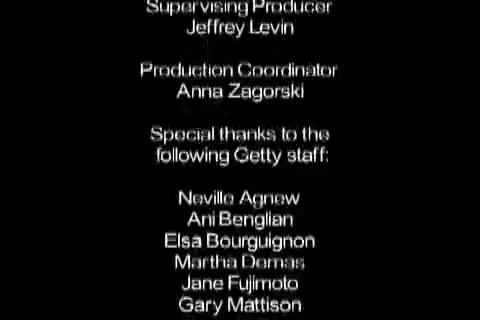 Supervising Producer
Jeffrey Levin
Production Coordinator
Anna Zagorski
Special thanks to the
following Getty staff:
Neville Agnew
Ani Benglian
Elsa Bourguignon
Martha Demas
Jane Fujimoto
Gary Mattison